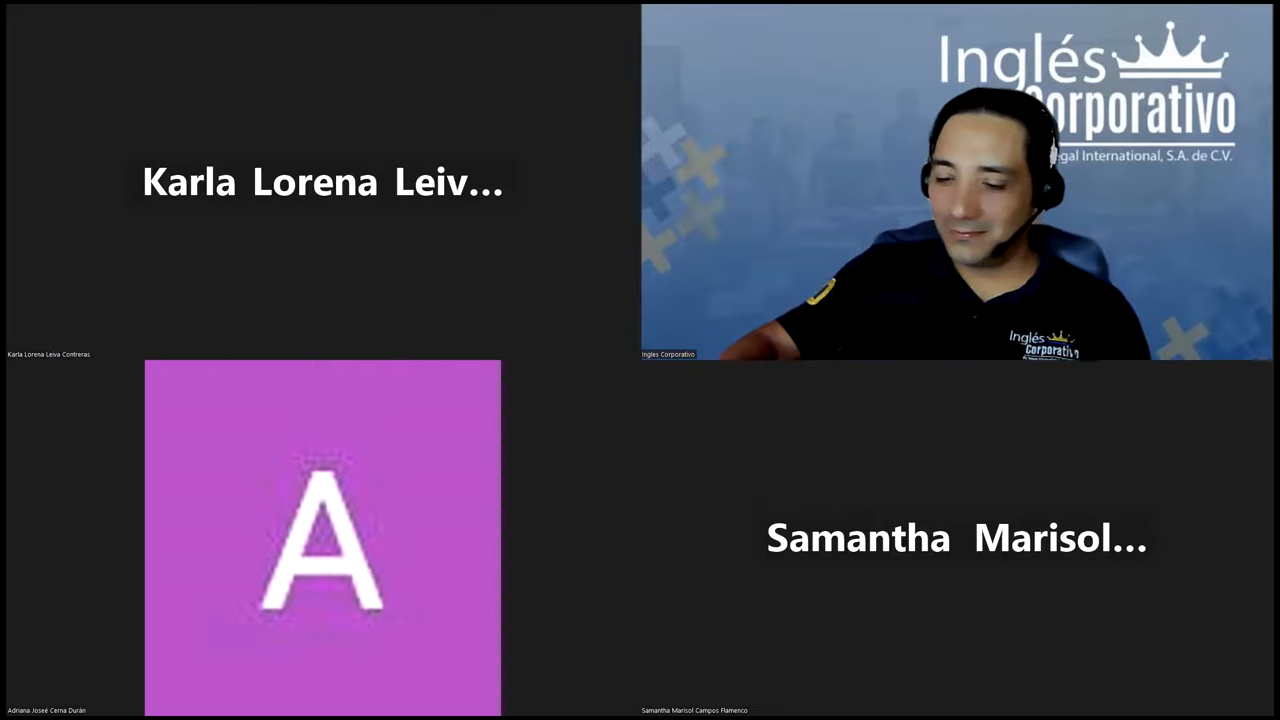 Karla Lorena Leiv...
Karla Lorena Leiva Contreras
Inglés
Corporativo
egal International, S.A. de C.V.
Inglés
Corporativo
Ingles Corporativo
A
Adriana Joseé Cerna Durán
Samantha Marisol...
Samantha Marisol Campos Flamenco